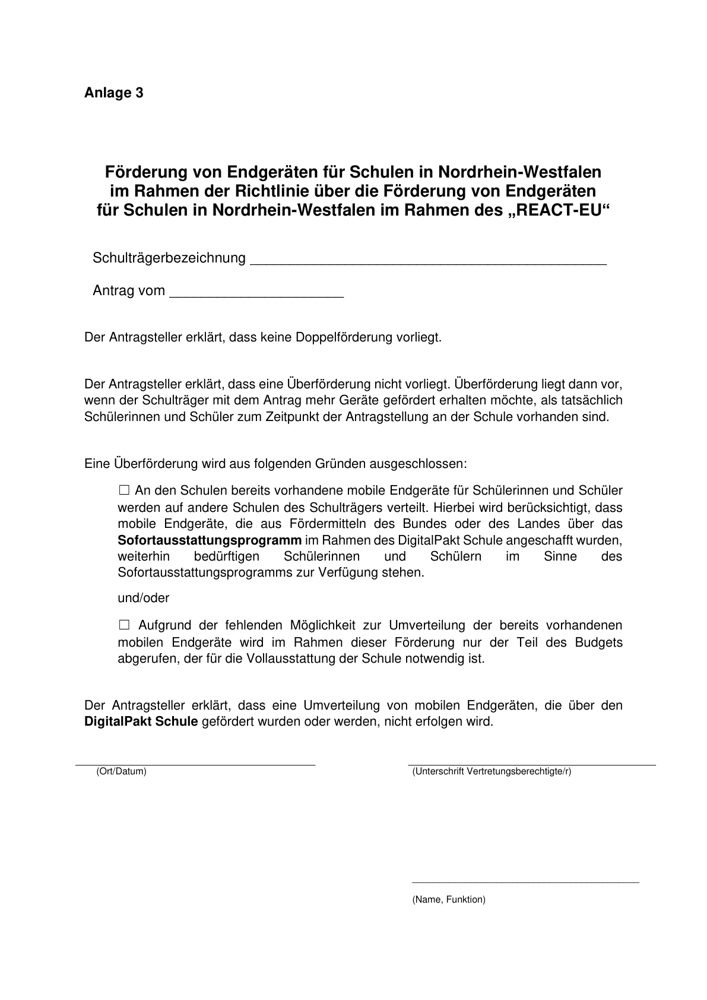 Anlage 3
Förderung von Endgeräten für Schulen in Nordrhein-Westfalen
im Rahmen der Richtlinie über die Förderung von Endgeräten
für Schulen in Nordrhein-Westfalen im Rahmen des „REACT-EU“
Schulträgerbezeichnung _____________________________________________
Antrag vom ______________________
Der Antragsteller erklärt, dass keine Doppelförderung vorliegt.
Der Antragsteller erklärt, dass eine Überförderung nicht vorliegt. Überförderung liegt dann vor,
wenn der Schulträger mit dem Antrag mehr Geräte gefördert erhalten möchte, als tatsächlich
Schülerinnen und Schüler zum Zeitpunkt der Antragstellung an der Schule vorhanden sind.
Eine Überförderung wird aus folgenden Gründen ausgeschlossen:
☐ An den Schulen bereits vorhandene mobile Endgeräte für Schülerinnen und Schüler
werden auf andere Schulen des Schulträgers verteilt. Hierbei wird berücksichtigt, dass
mobile Endgeräte, die aus Fördermitteln des Bundes oder des Landes über das
Sofortausstattungsprogramm im Rahmen des DigitalPakt Schule angeschafft wurden,
weiterhin bedürftigen Schülerinnen und Schülern im Sinne des
Sofortausstattungsprogramms zur Verfügung stehen.
und/oder
☐ Aufgrund der fehlenden Möglichkeit zur Umverteilung der bereits vorhandenen
mobilen Endgeräte wird im Rahmen dieser Förderung nur der Teil des Budgets
abgerufen, der für die Vollausstattung der Schule notwendig ist.
Der Antragsteller erklärt, dass eine Umverteilung von mobilen Endgeräten, die über den
DigitalPakt Schule gefördert wurden oder werden, nicht erfolgen wird.
(Ort/Datum)
(Unterschrift Vertretungsberechtigte/r)
(Name, Funktion)